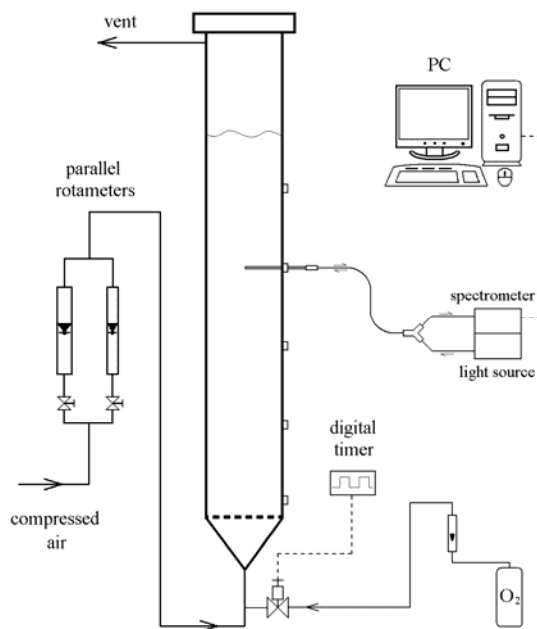 vent
PC
parallel
rotameters
spectrometer
light source
digital
timer
compressed
air
O₂